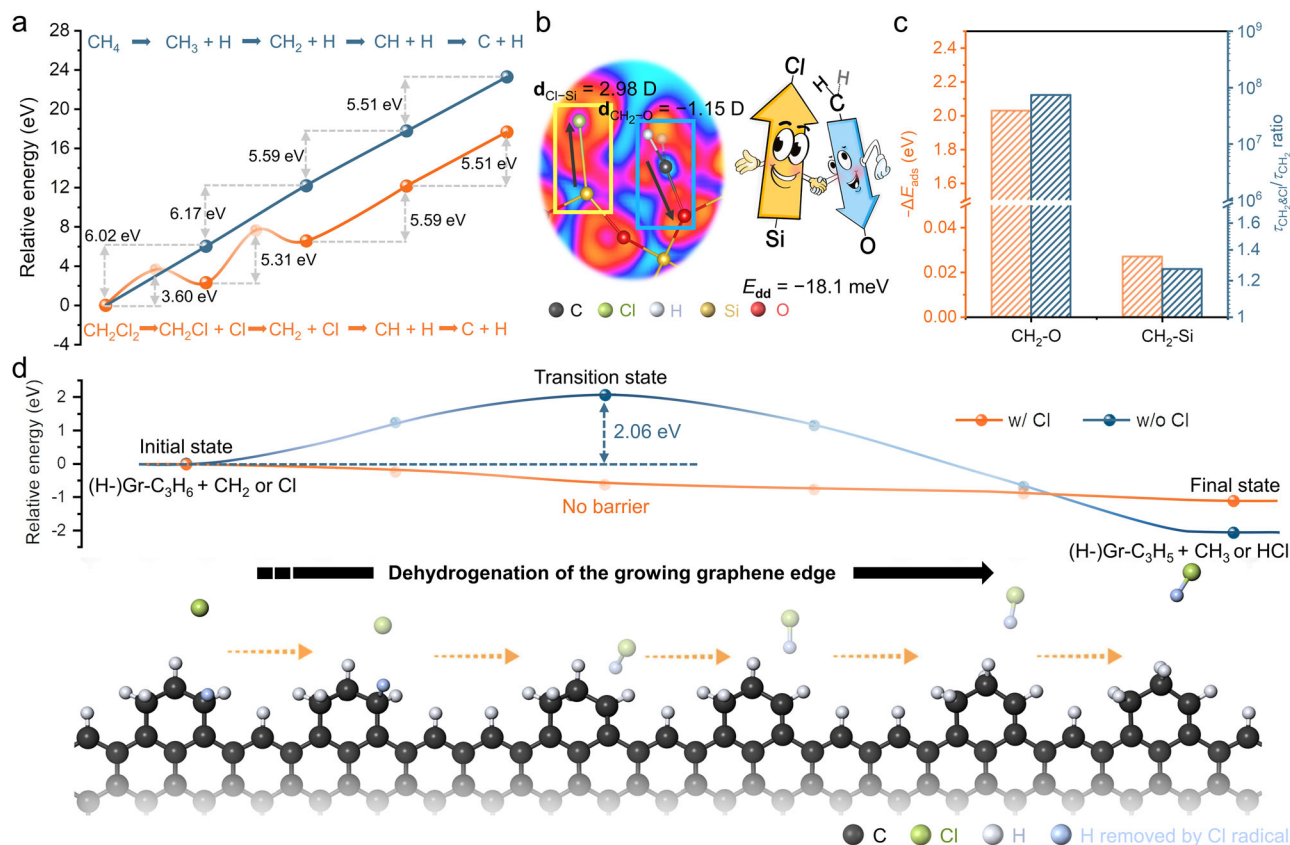 a
Relative energy (eV)
28
24
20
16
12
8
4
0
-4
CH₄ → CH₃ + H → CH₂ + H → CH + H → C + H
5.51 eV
5.59 eV
6.17 eV
6.02 eV
3.60 eV
5.31 eV
5.59 eV
5.51 eV
CH₂Cl₂ → CH₂Cl + Cl → CH₂ + Cl → CH + H → C + H
b
d_Cl−Si = 2.98 D
d_CH₂−O = −1.15 D
Cl
Si
H
H
C
O
E_dd = −18.1 meV
C Cl H Si O
c
-ΔE_ads (eV)
2.4
2.2
2.0
1.8
1.6
0.04
0.02
0.00
τ_CH₂&Cl/τ_CH₂ ratio
10⁹
10⁸
10⁷
10⁶
1.6
1.4
1.2
1
CH₂-O CH₂-Si
d
Relative energy (eV)
2
1
0
-1
-2
Transition state
2.06 eV
Initial state
(H-)Gr-C₃H₆ + CH₂ or Cl
No barrier
w/ Cl w/o Cl
Final state
(H-)Gr-C₃H₅ + CH₃ or HCl
Dehydrogenation of the growing graphene edge
C Cl H H removed by Cl radical